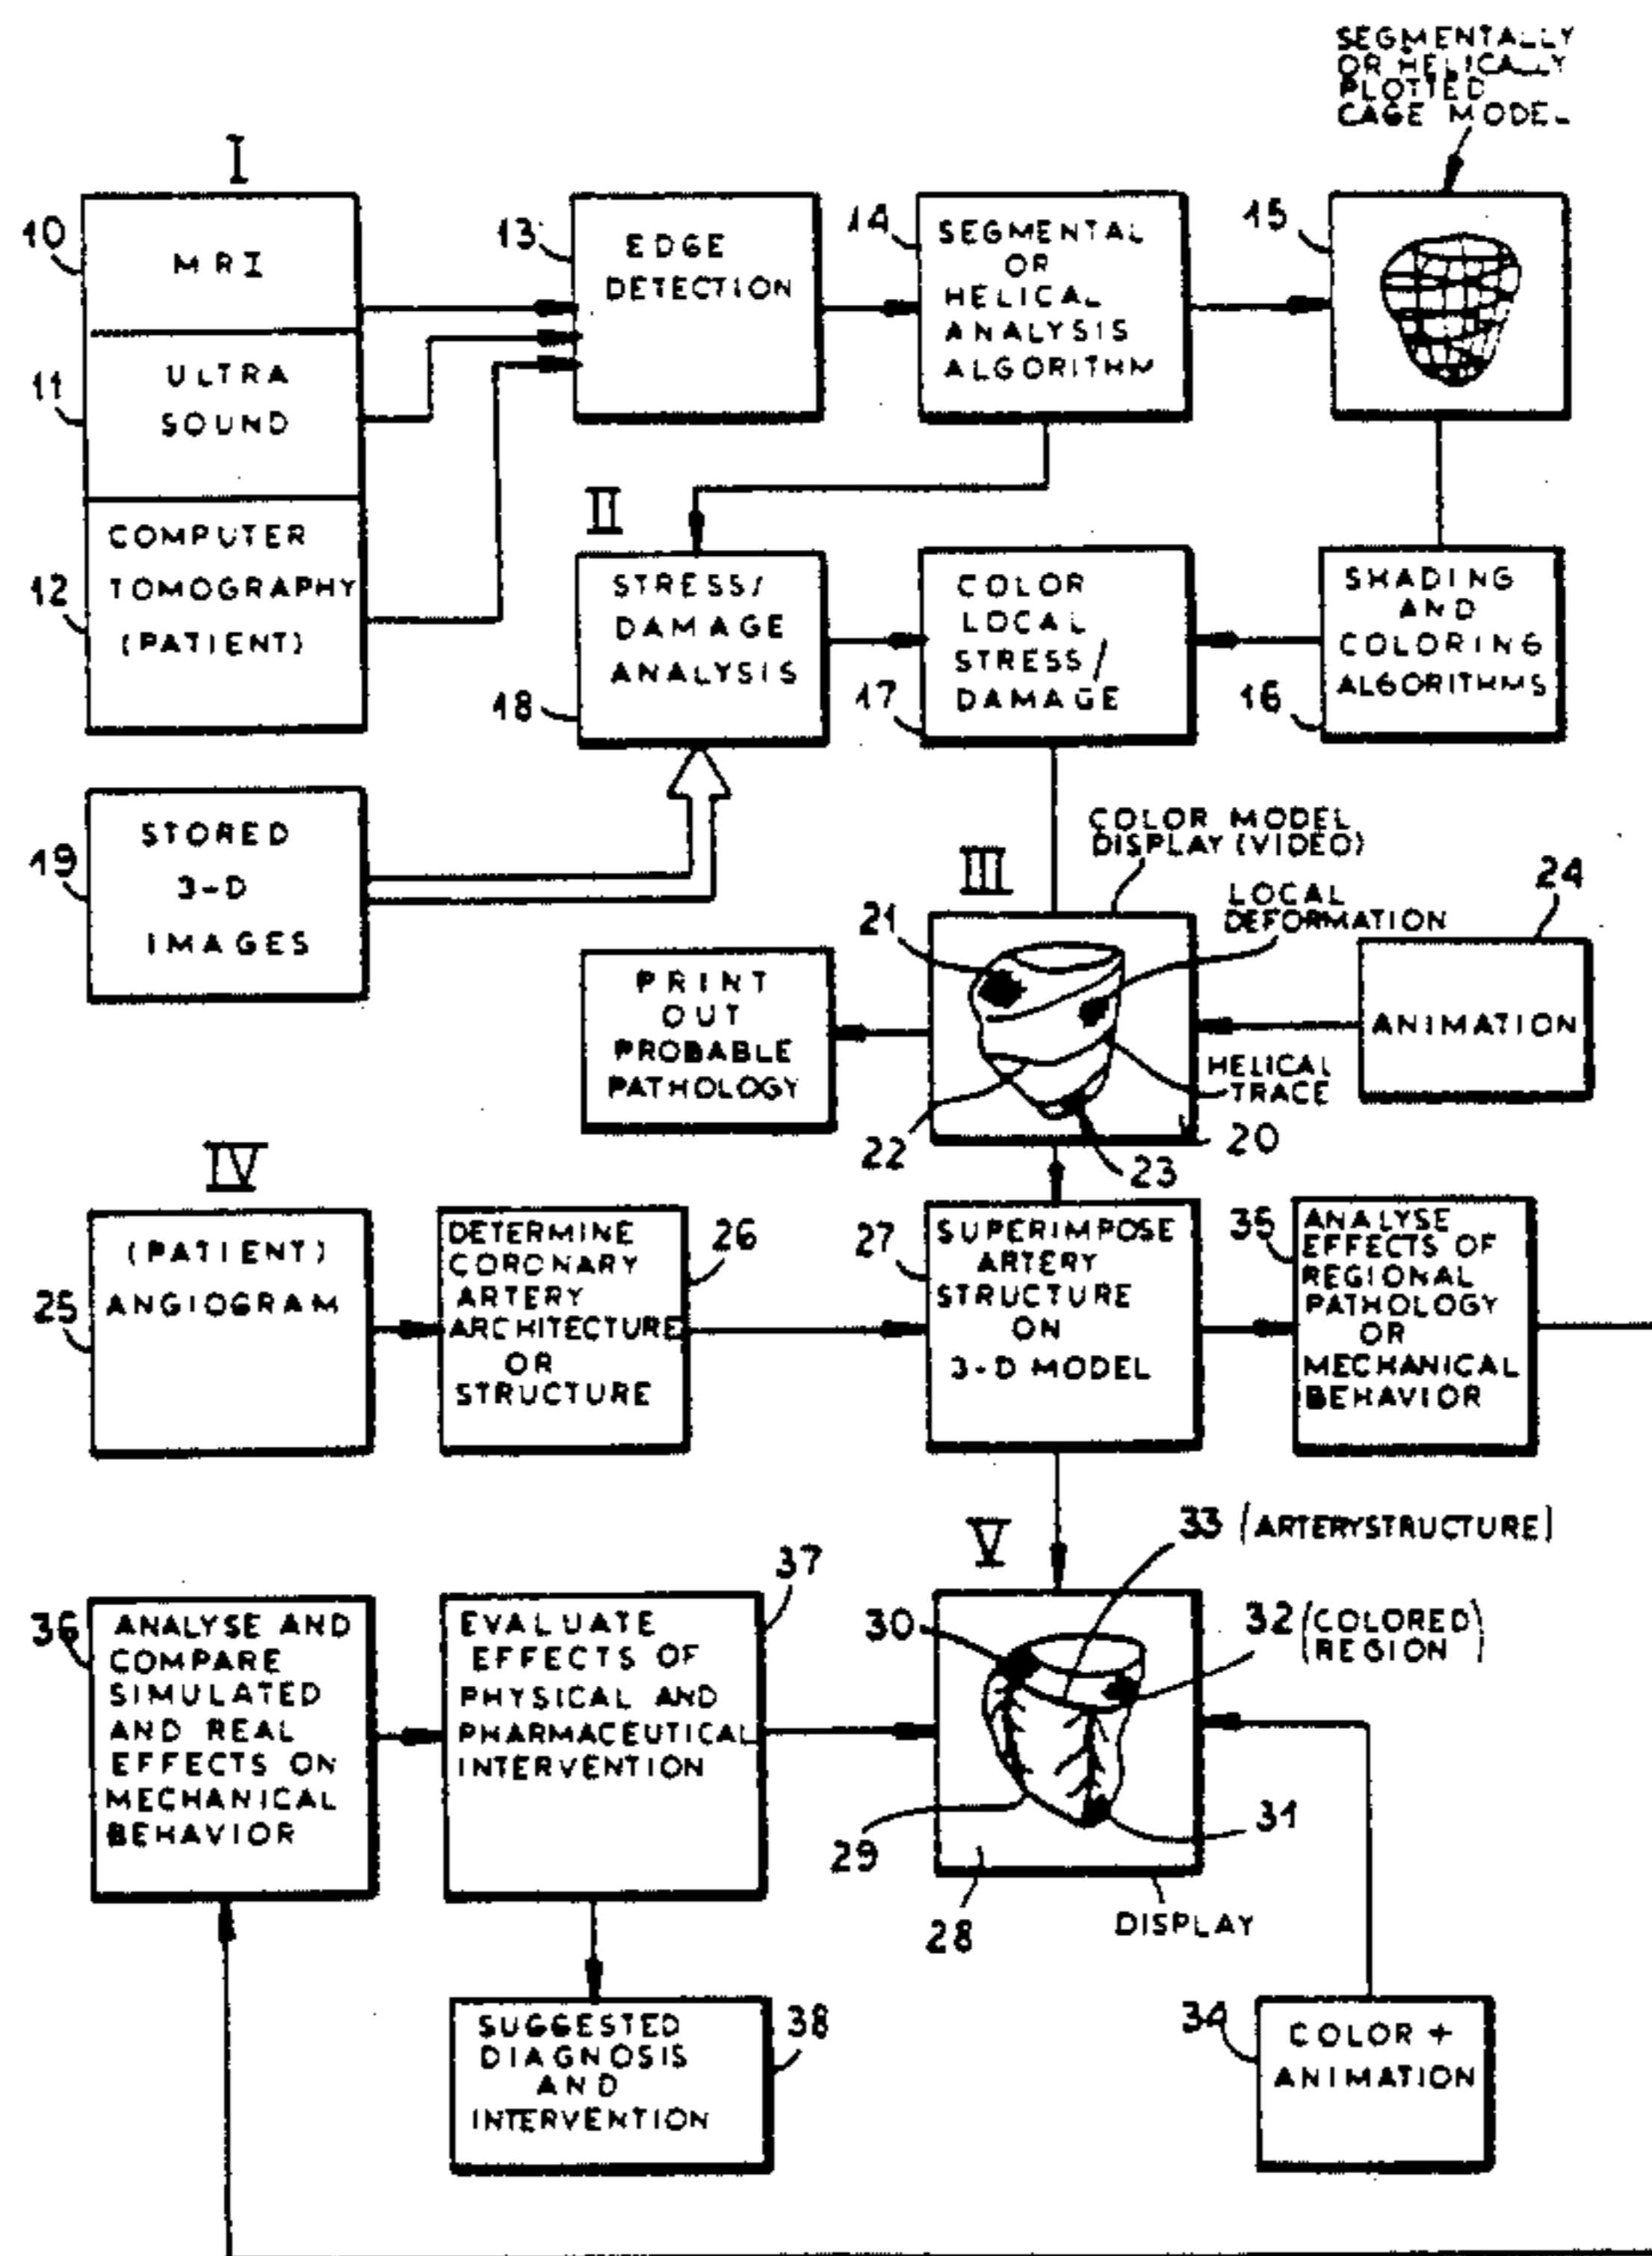 SEGMENTALLY
OR HELICALLY
PLOTTED
CAGE MODEL
I
10
MRI
11
ULTRA
SOUND
12
COMPUTER
TOMOGRAPHY
(PATIENT)
13
EDGE
DETECTION
14
SEGMENTAL
OR
HELICAL
ANALYSIS
ALGORITHM
15
II
18
STRESS/
DAMAGE
ANALYSIS
17
COLOR
LOCAL
STRESS/
DAMAGE
16
SHADING
AND
COLORING
ALGORITHMS
19
STORED
3-D
IMAGES
III
COLOR MODEL
DISPLAY (VIDEO)
LOCAL
DEFORMATION
24
21
PRINT
OUT
PROBABLE
PATHOLOGY
ANIMATION
HELICAL
TRACE
22
23
20
IV
25
(PATIENT)
ANGIOGRAM
26
DETERMINE
CORONARY
ARTERY
ARCHITECTURE
OR
STRUCTURE
27
SUPERIMPOSE
ARTERY
STRUCTURE
ON
3-D MODEL
35
ANALYSE
EFFECTS OF
REGIONAL
PATHOLOGY
OR
MECHANICAL
BEHAVIOR
36
ANALYSE AND
COMPARE
SIMULATED
AND REAL
EFFECTS ON
MECHANICAL
BEHAVIOR
37
EVALUATE
EFFECTS OF
PHYSICAL AND
PHARMACEUTICAL
INTERVENTION
V
33 (ARTERYSTRUCTURE)
30
32 (COLORED
REGION)
31
29
28
DISPLAY
38
SUGGESTED
DIAGNOSIS
AND
INTERVENTION
34
COLOR +
ANIMATION